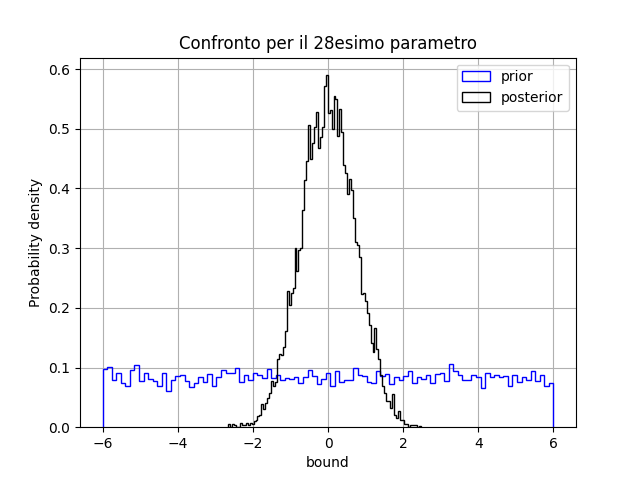 Confronto per il 28esimo parametro
prior
posterior
Probability density
0.6
0.5
0.4
0.3
0.2
0.1
0.0
−6
−4
−2
0
2
4
6
bound